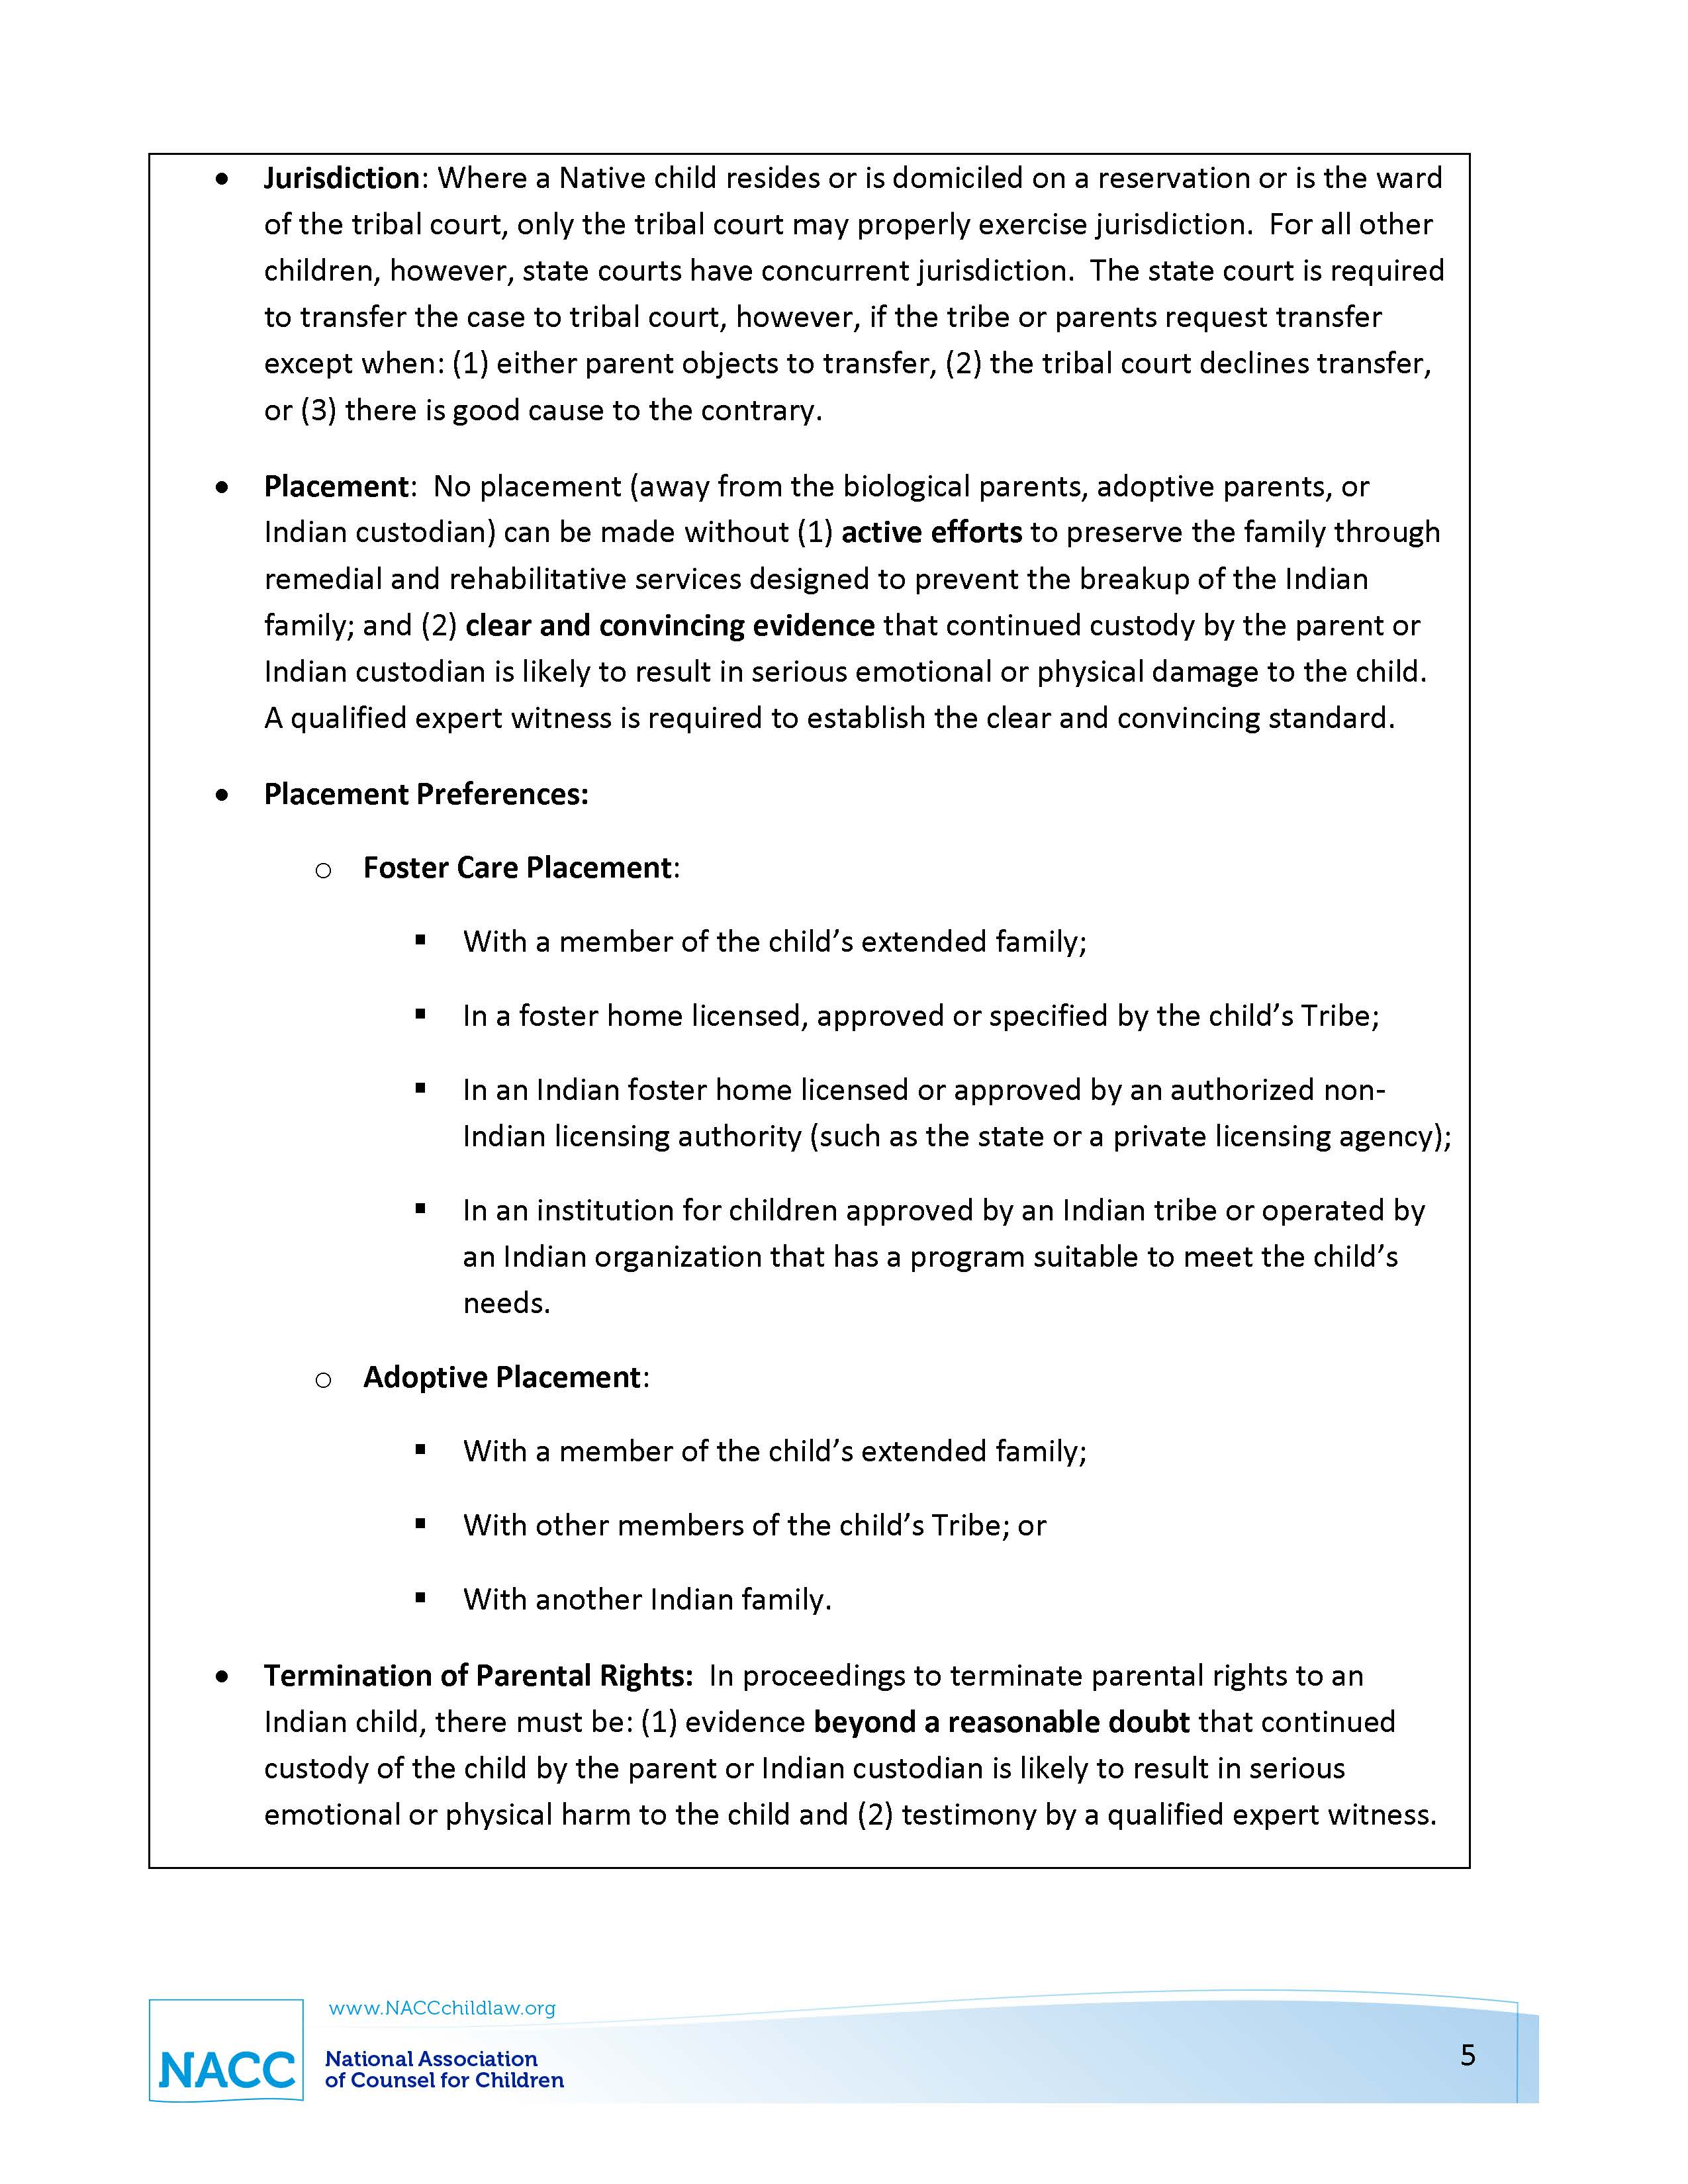 • Jurisdiction: Where a Native child resides or is domiciled on a reservation or is the ward
of the tribal court, only the tribal court may properly exercise jurisdiction.  For all other
children, however, state courts have concurrent jurisdiction.  The state court is required
to transfer the case to tribal court, however, if the tribe or parents request transfer
except when: (1) either parent objects to transfer, (2) the tribal court declines transfer,
or (3) there is good cause to the contrary.
• Placement:  No placement (away from the biological parents, adoptive parents, or
Indian custodian) can be made without (1) active efforts to preserve the family through
remedial and rehabilitative services designed to prevent the breakup of the Indian
family; and (2) clear and convincing evidence that continued custody by the parent or
Indian custodian is likely to result in serious emotional or physical damage to the child.
A qualified expert witness is required to establish the clear and convincing standard.
• Placement Preferences:
o Foster Care Placement:
▪ With a member of the child’s extended family;
▪ In a foster home licensed, approved or specified by the child’s Tribe;
▪ In an Indian foster home licensed or approved by an authorized non-
Indian licensing authority (such as the state or a private licensing agency);
▪ In an institution for children approved by an Indian tribe or operated by
an Indian organization that has a program suitable to meet the child’s
needs.
o Adoptive Placement:
▪ With a member of the child’s extended family;
▪ With other members of the child’s Tribe; or
▪ With another Indian family.
• Termination of Parental Rights:  In proceedings to terminate parental rights to an
Indian child, there must be: (1) evidence beyond a reasonable doubt that continued
custody of the child by the parent or Indian custodian is likely to result in serious
emotional or physical harm to the child and (2) testimony by a qualified expert witness.
www.NACCchildlaw.org
NACC
National Association
of Counsel for Children
5